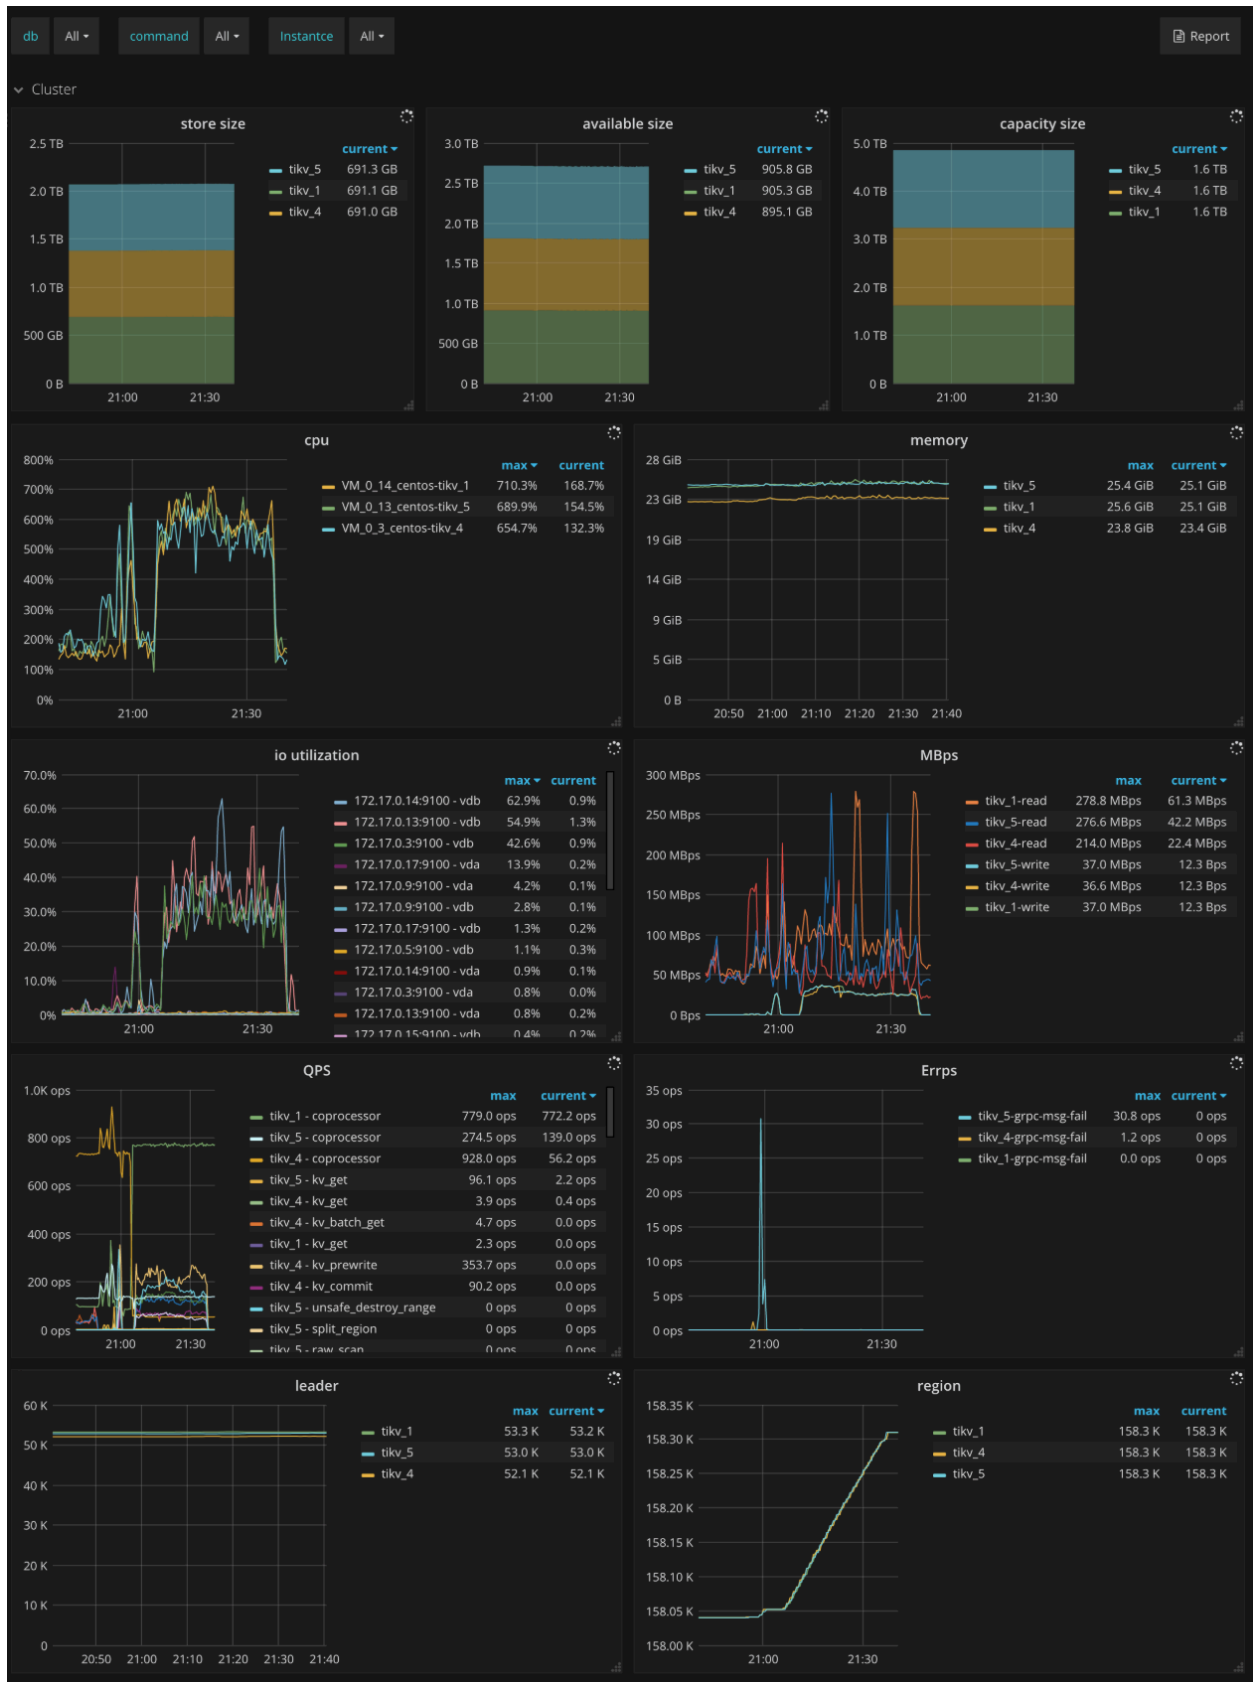 db All command All Instantce All Report
Cluster
store size
2.5 TB
2.0 TB
1.5 TB
1.0 TB
500 GB
0 B
21:00 21:30
current
tikv_5 691.3 GB
tikv_1 691.1 GB
tikv_4 691.0 GB
available size
3.0 TB
2.5 TB
2.0 TB
1.5 TB
1.0 TB
500 GB
0 B
21:00 21:30
current
tikv_5 905.8 GB
tikv_1 905.3 GB
tikv_4 895.1 GB
capacity size
5.0 TB
4.0 TB
3.0 TB
2.0 TB
1.0 TB
0 B
21:00 21:30
current
tikv_5 1.6 TB
tikv_4 1.6 TB
tikv_1 1.6 TB
cpu
800%
700%
600%
500%
400%
300%
200%
100%
0%
21:00 21:30
max current
VM_0_14_centos-tikv_1 710.3% 168.7%
VM_0_13_centos-tikv_5 689.9% 154.5%
VM_0_3_centos-tikv_4 654.7% 132.3%
memory
28 GiB
23 GiB
19 GiB
14 GiB
9 GiB
5 GiB
0 B
20:50 21:00 21:10 21:20 21:30 21:40
max current
tikv_5 25.4 GiB 25.1 GiB
tikv_1 25.6 GiB 25.1 GiB
tikv_4 23.8 GiB 23.4 GiB
io utilization
70.0%
60.0%
50.0%
40.0%
30.0%
20.0%
10.0%
0%
21:00 21:30
max current
172.17.0.14:9100 - vdb 62.9% 0.9%
172.17.0.13:9100 - vdb 54.9% 1.3%
172.17.0.3:9100 - vdb 42.6% 0.9%
172.17.0.17:9100 - vda 13.9% 0.2%
172.17.0.9:9100 - vda 4.2% 0.1%
172.17.0.9:9100 - vdb 2.8% 0.1%
172.17.0.17:9100 - vdb 1.3% 0.2%
172.17.0.5:9100 - vdb 1.1% 0.3%
172.17.0.14:9100 - vda 0.9% 0.1%
172.17.0.3:9100 - vda 0.8% 0.0%
172.17.0.13:9100 - vda 0.8% 0.2%
172.17.0.15:9100 - vdb 0.4% 0.2%
MBps
300 MBps
250 MBps
200 MBps
150 MBps
100 MBps
50 MBps
0 Bps
21:00 21:30
max current
tikv_1-read 278.8 MBps 61.3 MBps
tikv_5-read 276.6 MBps 42.2 MBps
tikv_4-read 214.0 MBps 22.4 MBps
tikv_5-write 37.0 MBps 12.3 Bps
tikv_4-write 36.6 MBps 12.3 Bps
tikv_1-write 37.0 MBps 12.3 Bps
QPS
1.0K ops
800 ops
600 ops
400 ops
200 ops
0 ops
21:00 21:30
max current
tikv_1 - coprocessor 779.0 ops 772.2 ops
tikv_5 - coprocessor 274.5 ops 139.0 ops
tikv_4 - coprocessor 928.0 ops 56.2 ops
tikv_5 - kv_get 96.1 ops 2.2 ops
tikv_4 - kv_get 3.9 ops 0.4 ops
tikv_4 - kv_batch_get 4.7 ops 0.0 ops
tikv_1 - kv_get 2.3 ops 0.0 ops
tikv_4 - kv_prewrite 353.7 ops 0.0 ops
tikv_4 - kv_commit 90.2 ops 0.0 ops
tikv_5 - unsafe_destroy_range 0 ops 0 ops
tikv_5 - split_region 0 ops 0 ops
tikv_5 - raw_scan 0 ops 0 ops
Errps
35 ops
30 ops
25 ops
20 ops
15 ops
10 ops
5 ops
0 ops
21:00 21:30
max current
tikv_5-grpc-msg-fail 30.8 ops 0 ops
tikv_4-grpc-msg-fail 1.2 ops 0 ops
tikv_1-grpc-msg-fail 0.0 ops 0 ops
leader
60 K
50 K
40 K
30 K
20 K
10 K
0
20:50 21:00 21:10 21:20 21:30 21:40
max current
tikv_1 53.3 K 53.2 K
tikv_5 53.0 K 53.0 K
tikv_4 52.1 K 52.1 K
region
158.35 K
158.30 K
158.25 K
158.20 K
158.15 K
158.10 K
158.05 K
158.00 K
21:00 21:30
max current
tikv_1 158.3 K 158.3 K
tikv_4 158.3 K 158.3 K
tikv_5 158.3 K 158.3 K